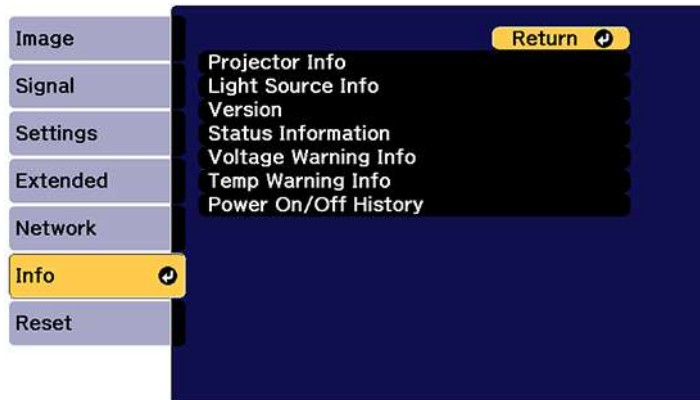 Image
Signal
Settings
Extended
Network
Info
Reset
Return
Projector Info
Light Source Info
Version
Status Information
Voltage Warning Info
Temp Warning Info
Power On/Off History